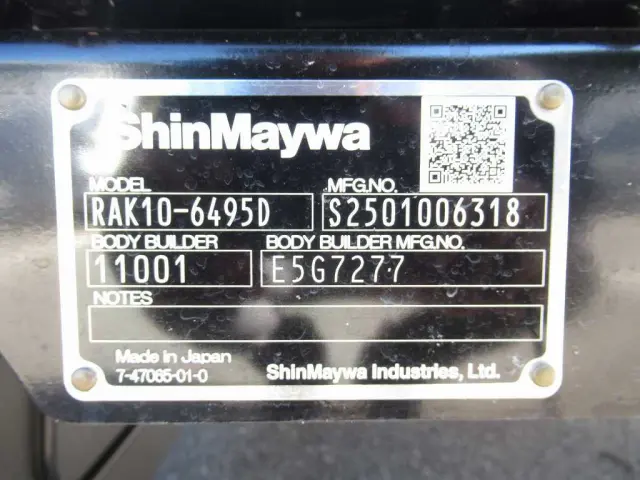 ShinMaywa
MODEL MFG.NO.
RAK10-6495D S2501006318
BODY BUILDER BODY BUILDER MFG.NO.
11001 E5G7277
NOTES
Made in Japan
7-47065-01-0 ShinMaywa Industries, Ltd.